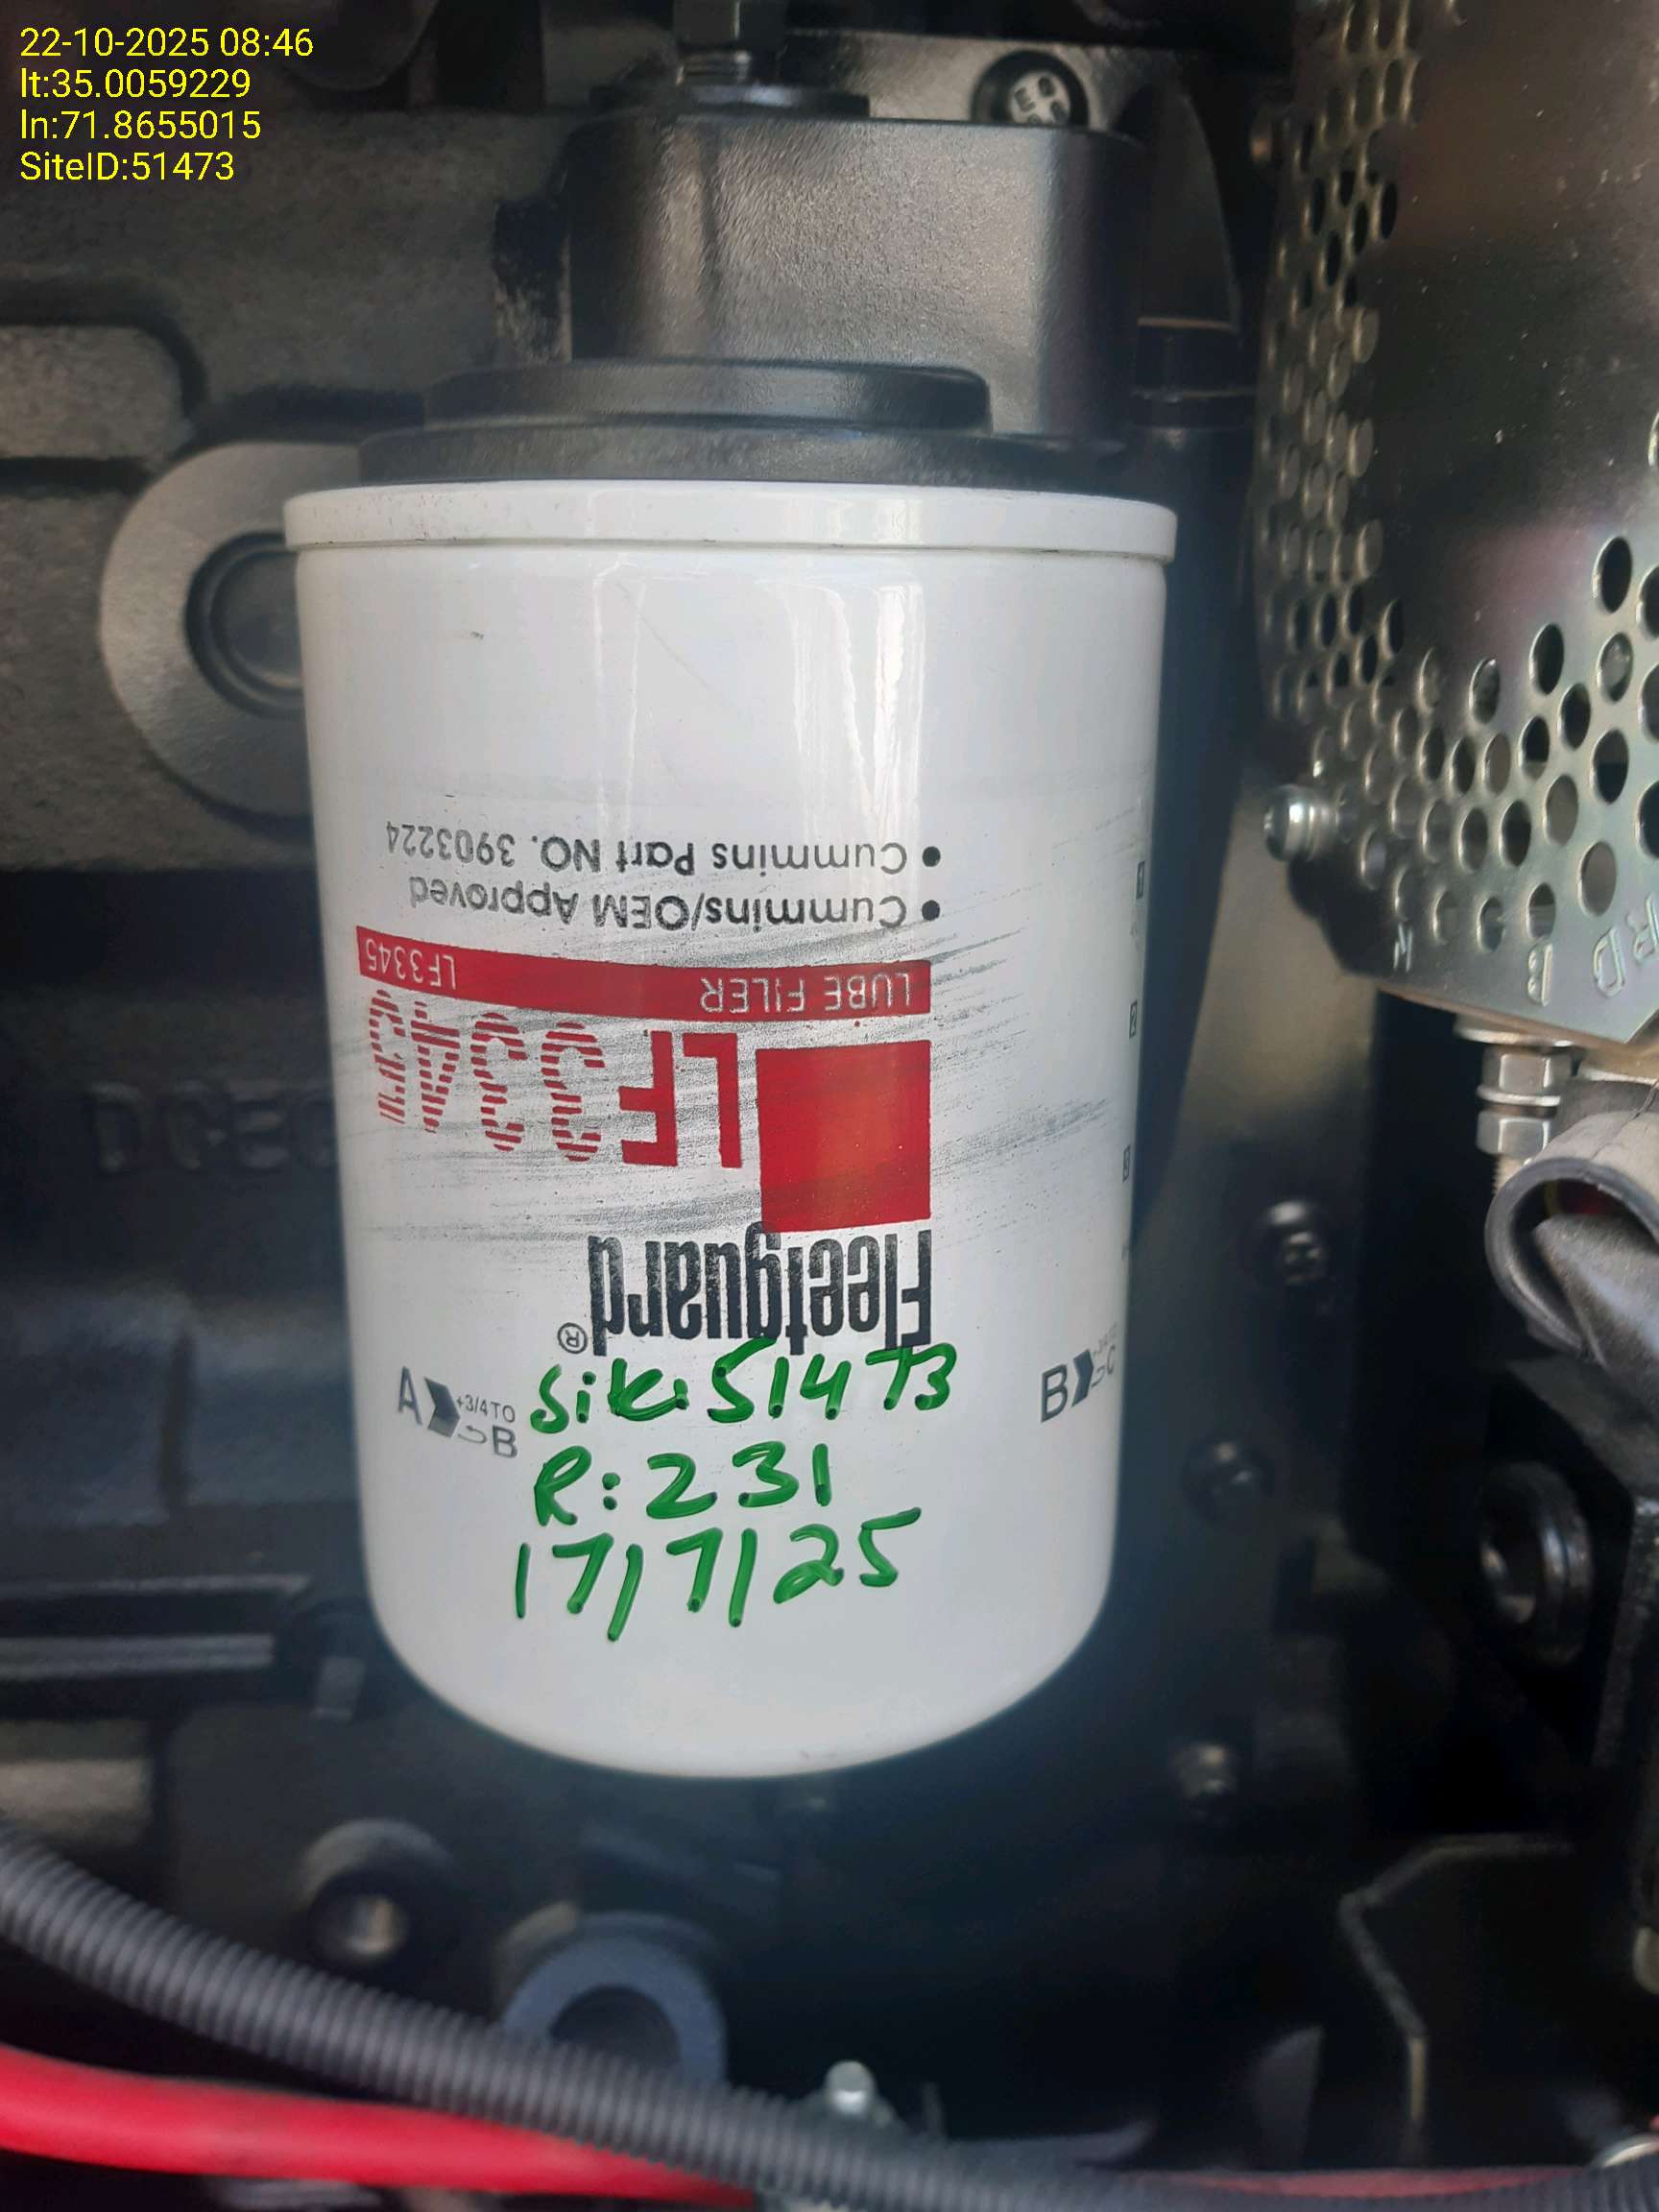 22-10-2025 08:46
lt:35.0059229
ln:71.8655015
SiteID:51473
Fleetguard®
LF3345™
LUBE FILER LF3345
• Cummins/OEM Approved
• Cummins Part NO. 3903224
A +3/4 TO B
B C
Site: 51473
R: 231
17/7/25